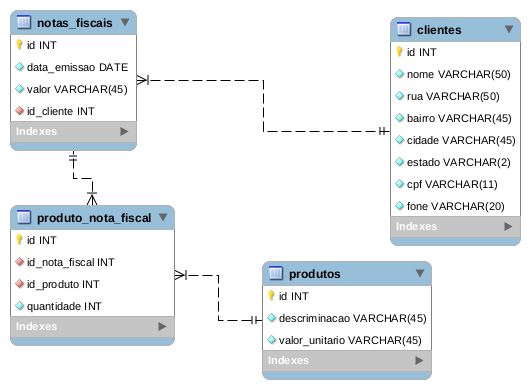 notas_fiscais
id INT
data_emissao DATE
valor VARCHAR(45)
id_cliente INT
Indexes
clientes
id INT
nome VARCHAR(50)
rua VARCHAR(50)
bairro VARCHAR(45)
cidade VARCHAR(45)
estado VARCHAR(2)
cpf VARCHAR(11)
fone VARCHAR(20)
Indexes
produto_nota_fiscal
id INT
id_nota_fiscal INT
id_produto INT
quantidade INT
Indexes
produtos
id INT
descriminacao VARCHAR(45)
valor_unitario VARCHAR(45)
Indexes